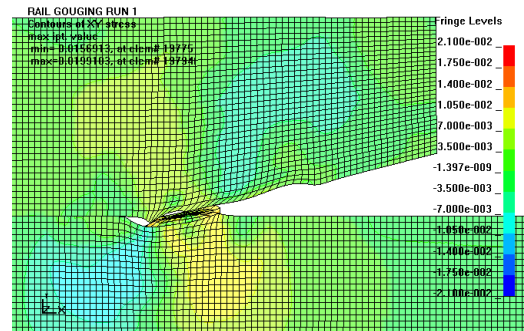 RAIL GOUGING RUN 1
Contours of XY stress
max ipt. value
min= 0.0156913, at elem# 19775
max=0.0199103, at elem# 19794
Fringe Levels
2.100e-002
1.750e-002
1.400e-002
1.050e-002
7.000e-003
3.500e-003
-1.397e-009
-3.500e-003
-7.000e-003
-1.050e-002
-1.400e-002
-1.750e-002
-2.100e-002
Z X